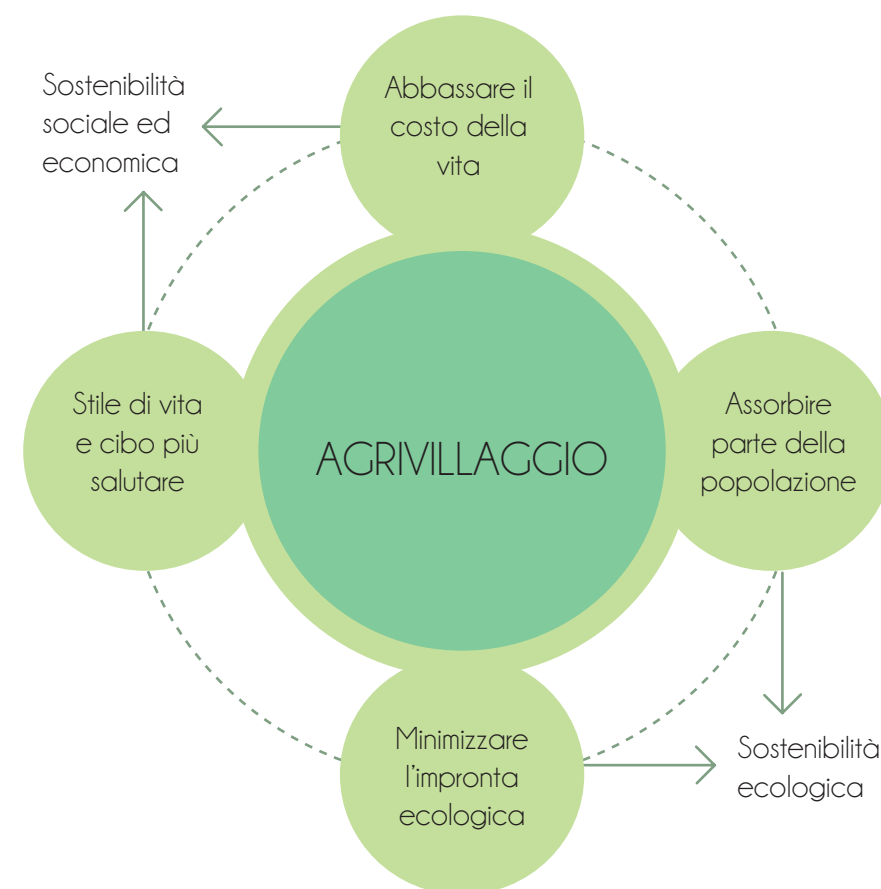 Sostenibilità
sociale ed
economica
Abbassare il
costo della
vita
Stile di vita
e cibo più
salutare
AGRIVILLAGGIO
Assorbire
parte della
popolazione
Minimizzare
l'impronta
ecologica
Sostenibilità
ecologica